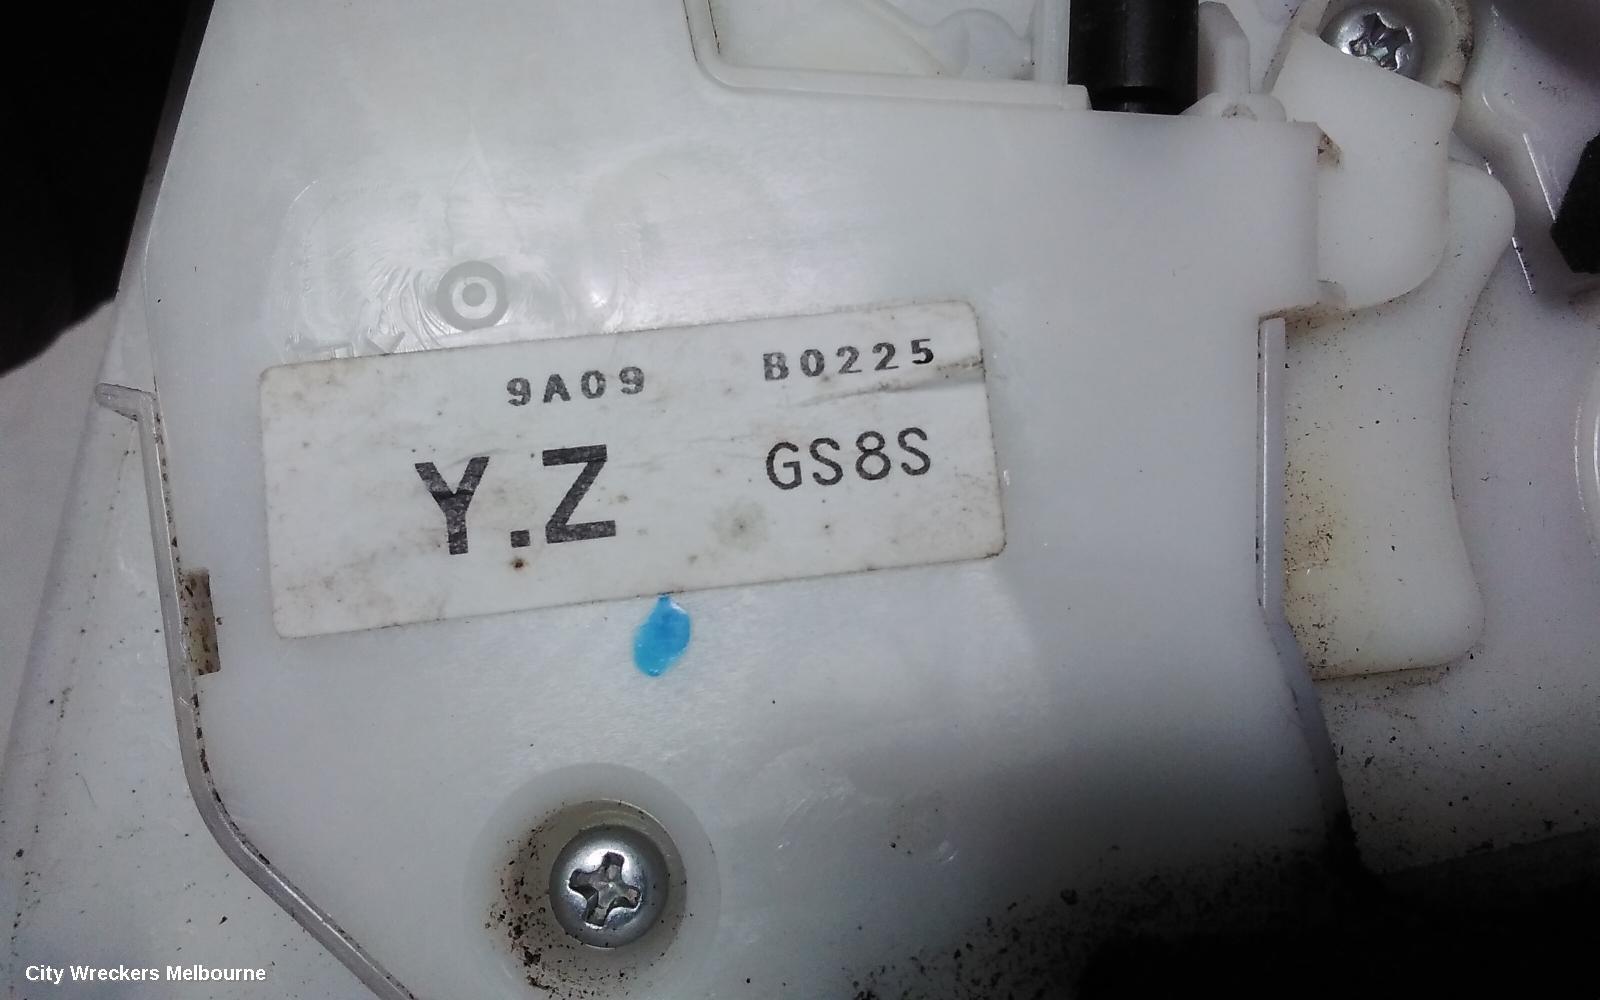 9A09 B0225
Y.Z GS8S
City Wreckers Melbourne